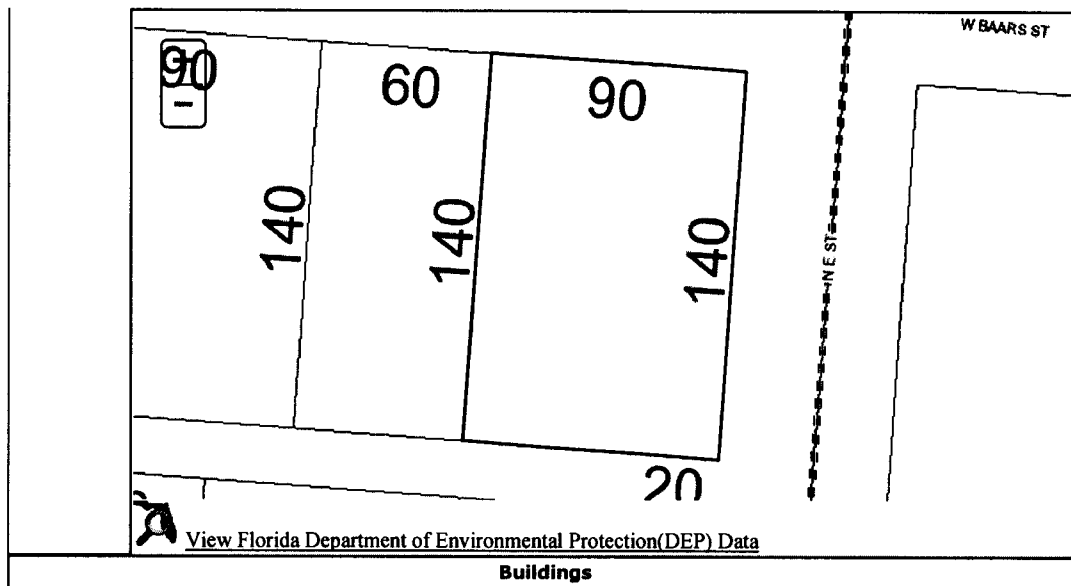 W BAARS ST
90
+
-
60
90
140
140
140
N E ST
20
View Florida Department of Environmental Protection(DEP) Data
Buildings